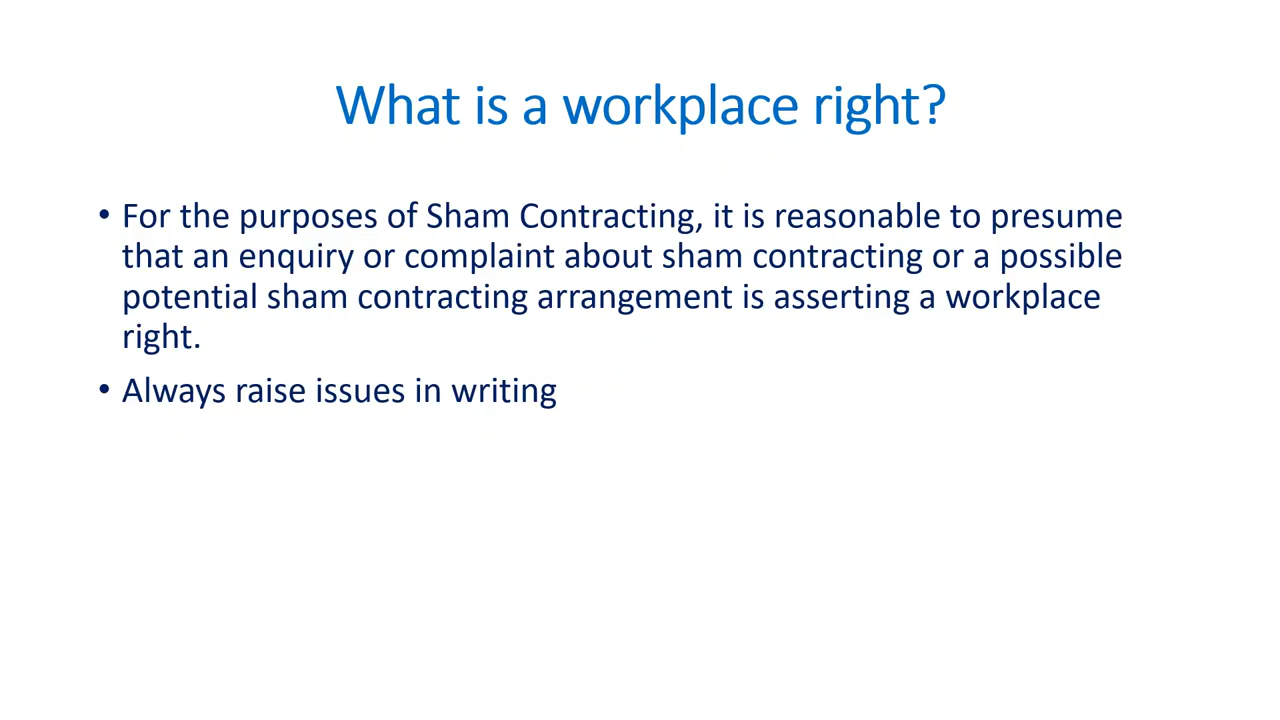 What is a workplace right?
• For the purposes of Sham Contracting, it is reasonable to presume
that an enquiry or complaint about sham contracting or a possible
potential sham contracting arrangement is asserting a workplace
right.
• Always raise issues in writing